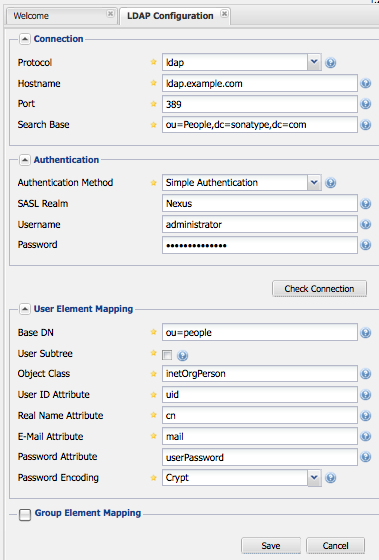 Welcome
LDAP Configuration
Connection
Protocol ldap
Hostname ldap.example.com
Port 389
Search Base ou=People,dc=sonatype,dc=com
Authentication
Authentication Method Simple Authentication
SASL Realm Nexus
Username administrator
Password ••••••••••••••
Check Connection
User Element Mapping
Base DN ou=people
User Subtree
Object Class inetOrgPerson
User ID Attribute uid
Real Name Attribute cn
E-Mail Attribute mail
Password Attribute userPassword
Password Encoding Crypt
Group Element Mapping
Save Cancel